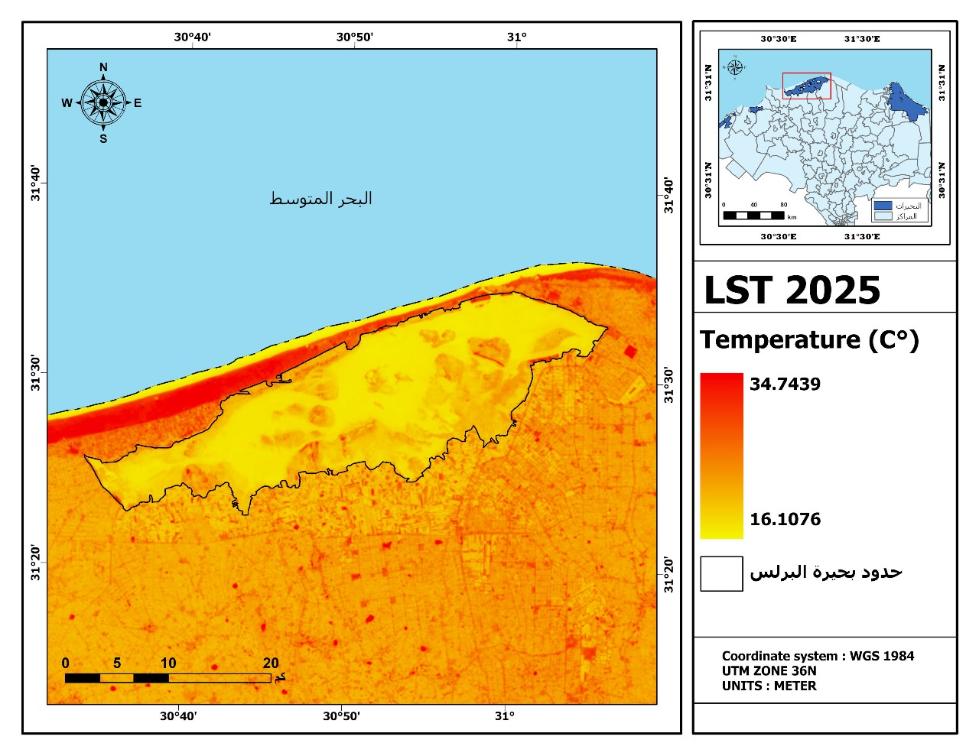 30°40'
30°50'
31°
N
W
E
S
31°40'
31°40'
البحر المتوسط
31°30'
31°30'
31°20'
31°20'
0
5
10
20
كم
30°40'
30°50'
31°
30°30'E
31°30'E
31°31'N
31°31'N
30°31'N
30°31'N
0
40
80
km
البحيرات
المراكز
30°30'E
31°30'E
LST 2025
Temperature (C°)
34.7439
16.1076
حدود بحيرة البرلس
Coordinate system : WGS 1984
UTM ZONE 36N
UNITS : METER